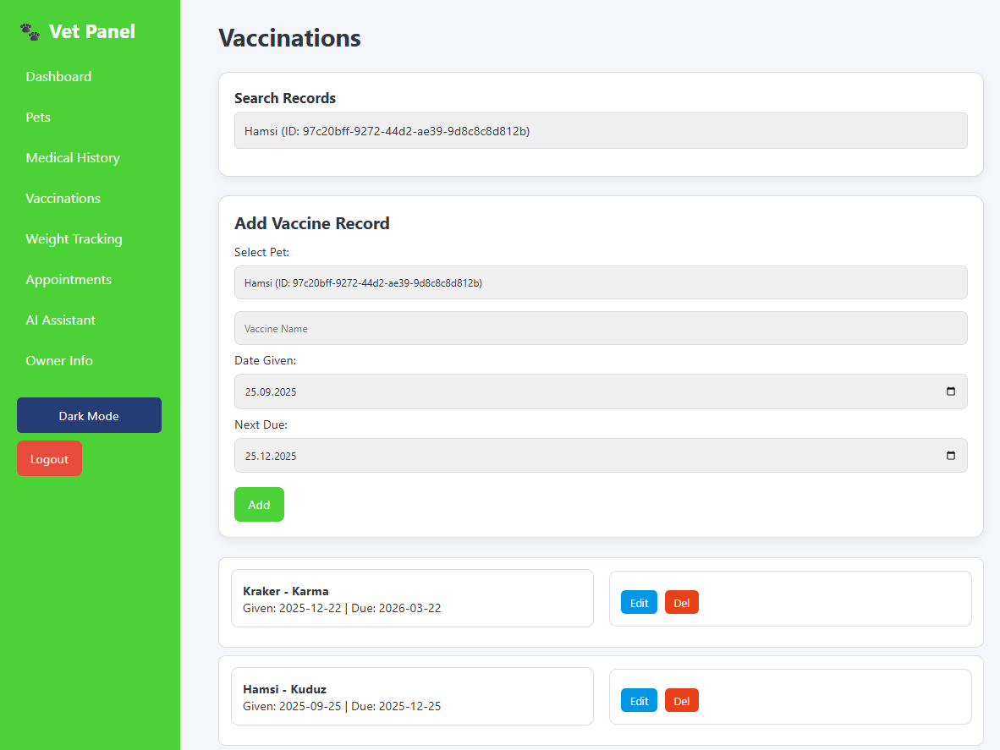 Vet Panel
Dashboard
Pets
Medical History
Vaccinations
Weight Tracking
Appointments
AI Assistant
Owner Info
Dark Mode
Logout
Vaccinations
Search Records
Hamsi (ID: 97c20bff-9272-44d2-ae39-9d8c8c8d812b)
Add Vaccine Record
Select Pet:
Hamsi (ID: 97c20bff-9272-44d2-ae39-9d8c8c8d812b)
Vaccine Name
Date Given:
25.09.2025
Next Due:
25.12.2025
Add
Kraker - Karma
Given: 2025-12-22 | Due: 2026-03-22
Edit Del
Hamsi - Kuduz
Given: 2025-09-25 | Due: 2025-12-25
Edit Del